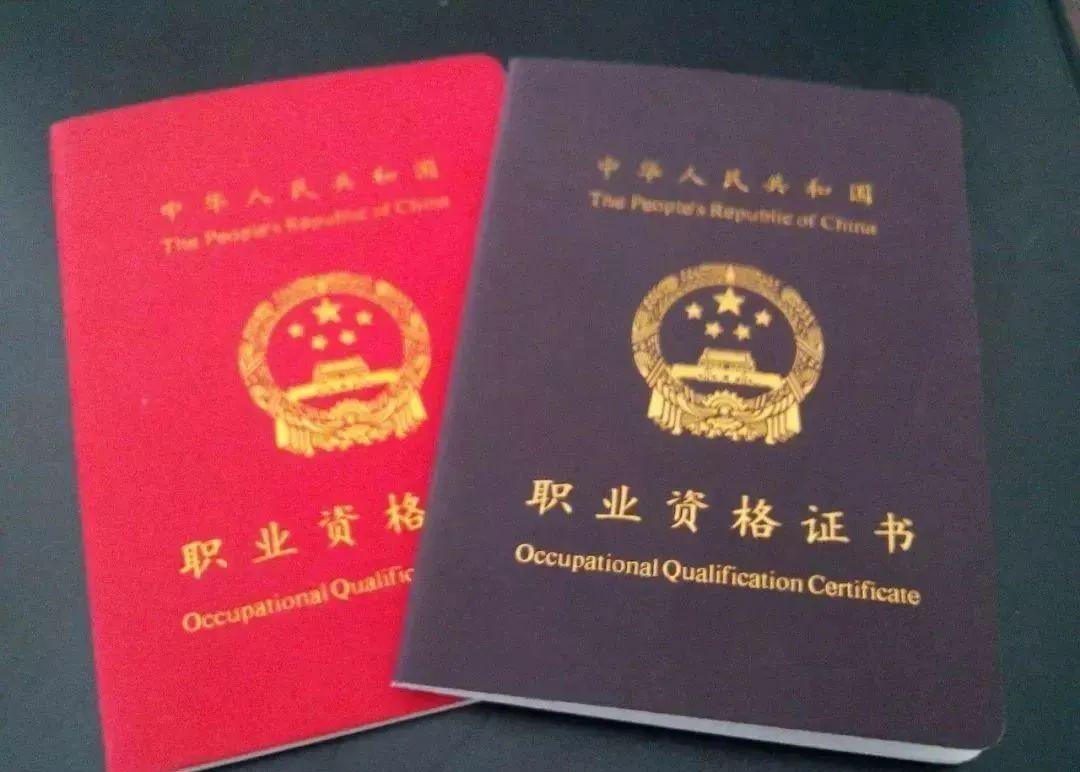 中华人民共和国
The People's Republic of China
职业资格
Occupational Qualific
中华人民共和国
The People's Republic of China
职业资格证书
Occupational Qualification Certificate